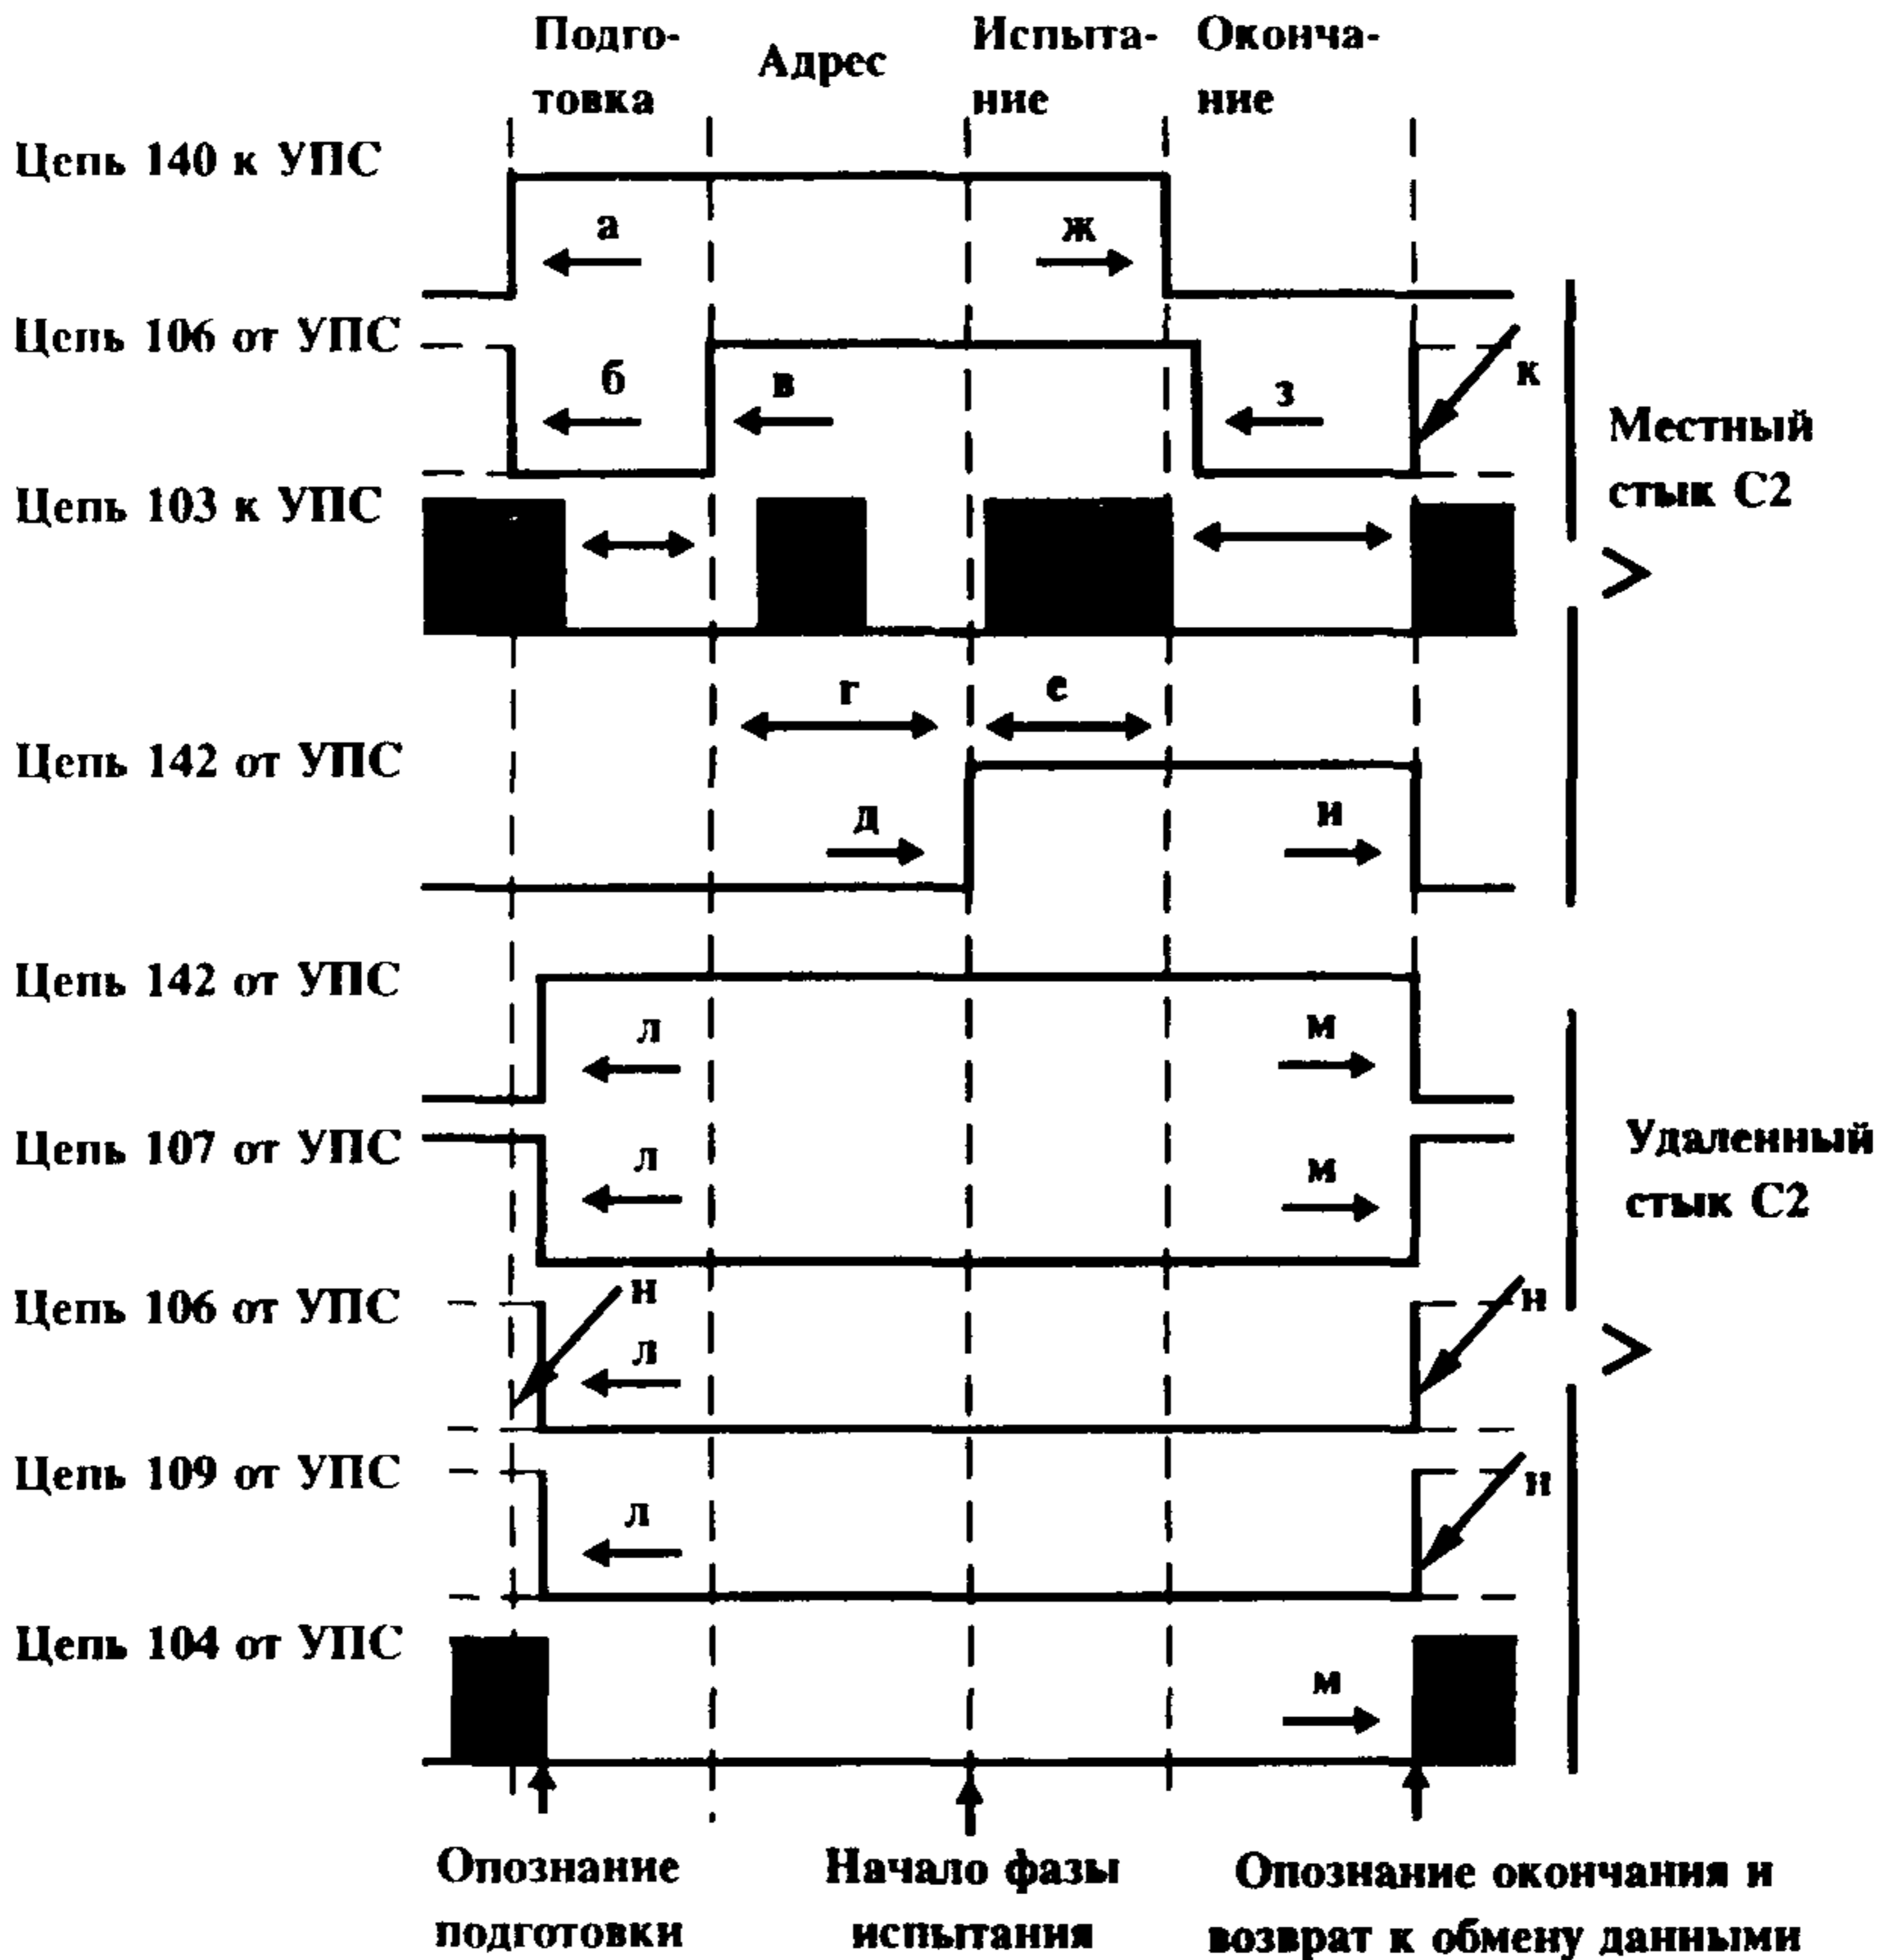 Подго-
товка
Адрес
Испыта-
ние
Оконча-
ние
Цепь 140 к УПС
а
ж
Цепь 106 от УПС
б
в
з
к
Местный
стык С2
Цепь 103 к УПС
г
е
Цепь 142 от УПС
д
и
Цепь 142 от УПС
л
м
Цепь 107 от УПС
л
м
Удаленный
стык С2
Цепь 106 от УПС
н
л
н
Цепь 109 от УПС
л
н
Цепь 104 от УПС
м
Опознание
подготовки
Начало фазы
испытания
Опознание окончания и
возврат к обмену данными